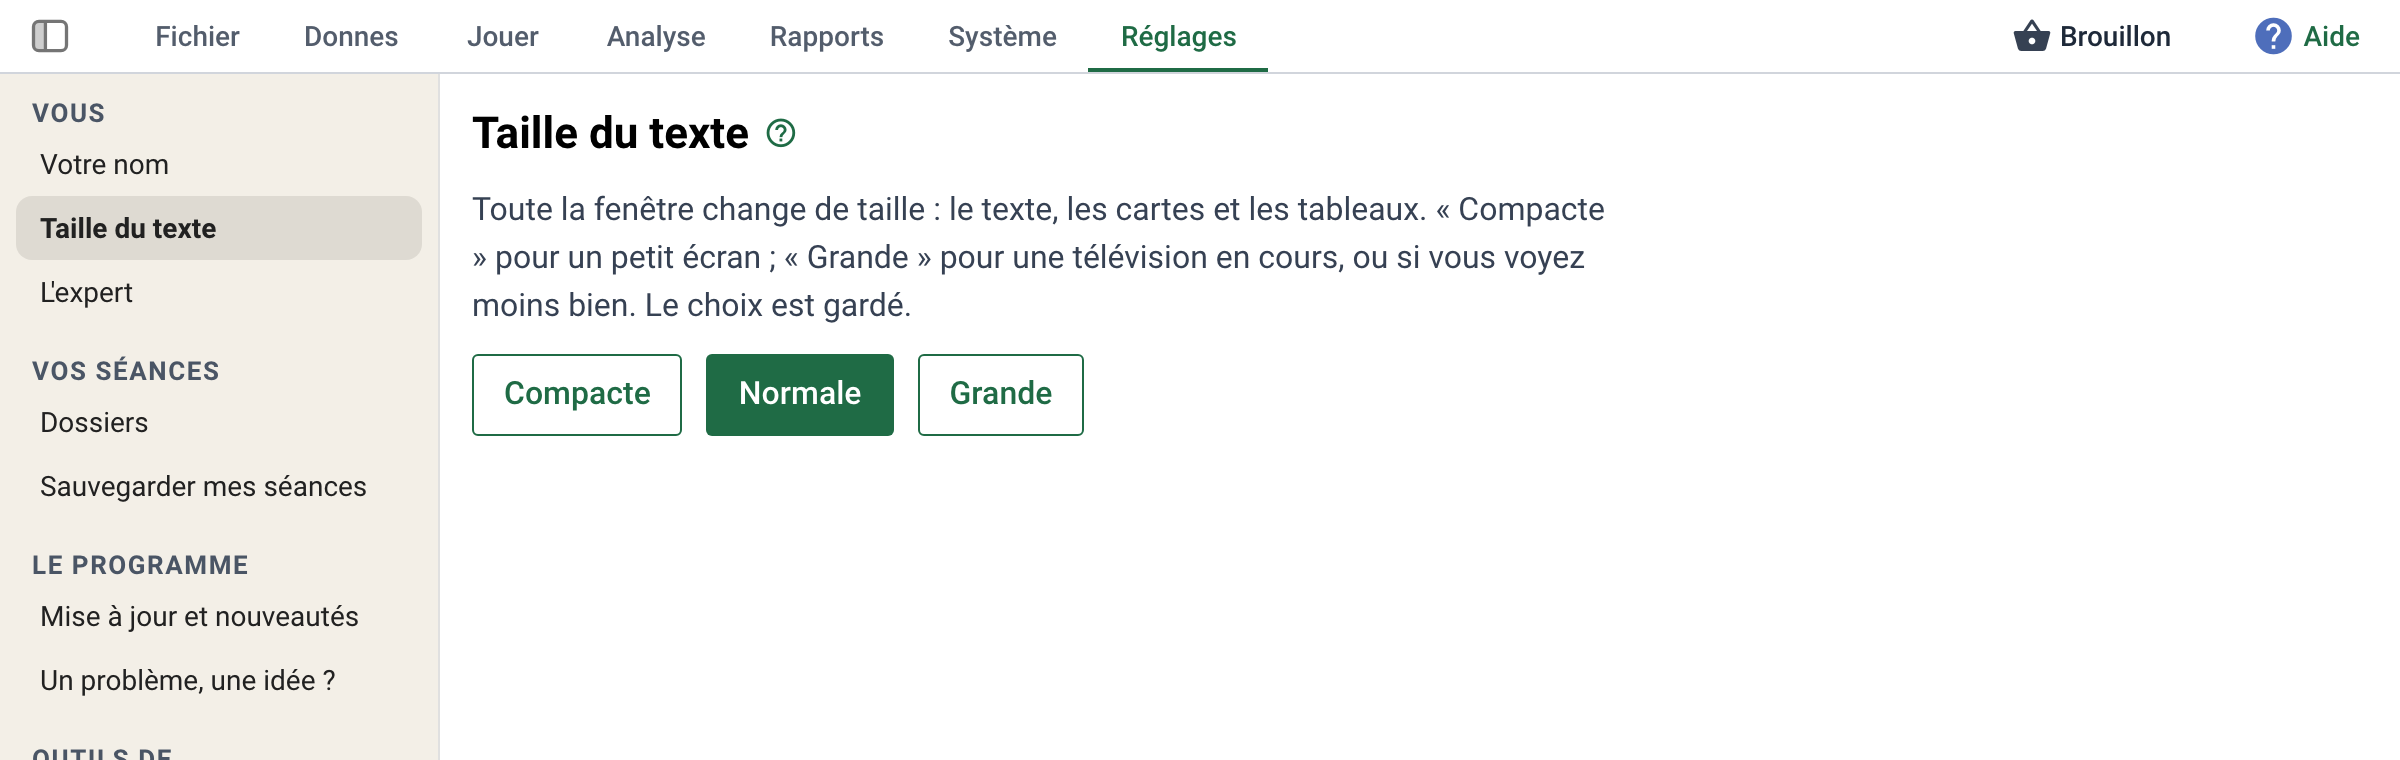 Fichier Donnes Jouer Analyse Rapports Système Réglages Brouillon ? Aide
VOUS
Votre nom
Taille du texte
L'expert
VOS SÉANCES
Dossiers
Sauvegarder mes séances
LE PROGRAMME
Mise à jour et nouveautés
Un problème, une idée ?
OUTILS DE
Taille du texte ?
Toute la fenêtre change de taille : le texte, les cartes et les tableaux. « Compacte
» pour un petit écran ; « Grande » pour une télévision en cours, ou si vous voyez
moins bien. Le choix est gardé.
Compacte Normale Grande